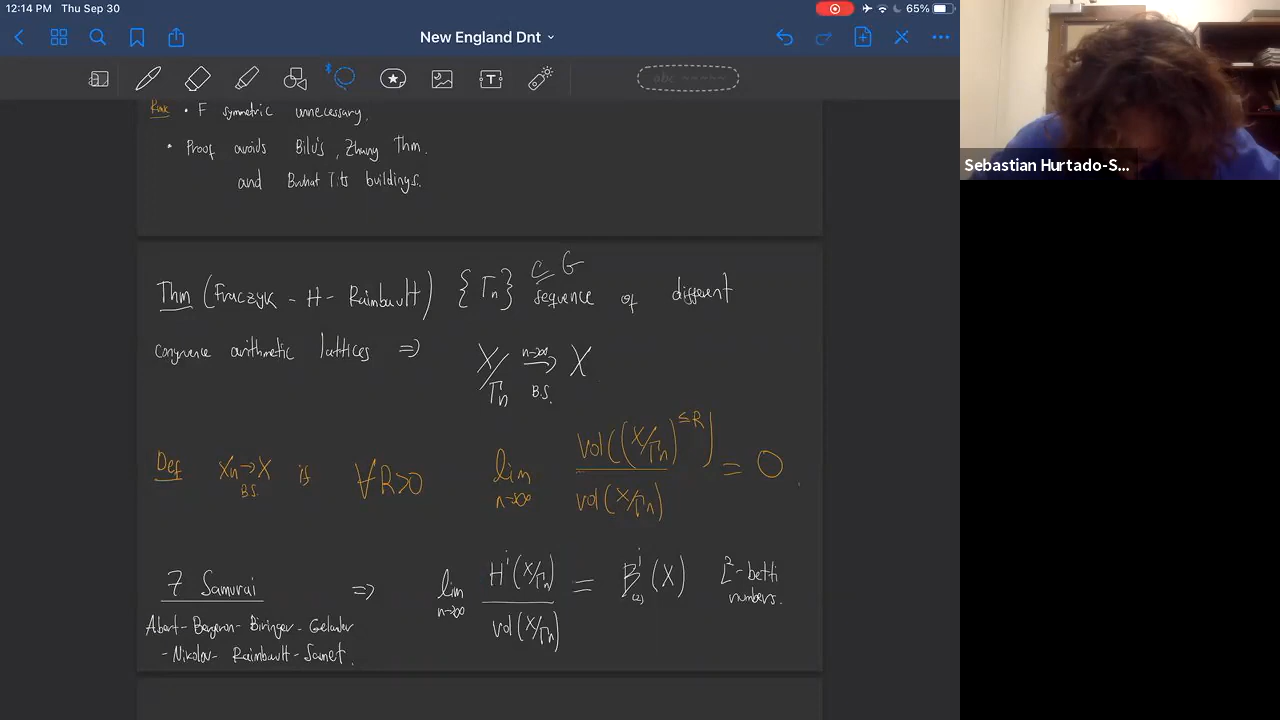 12:14 PM Thu Sep 30
65%
New England Dnt
Rmk • F symmetric unnecessary.
• Proof avoids Bilu's, Zhang Thm.
and Bruhat Tits buildings.
Thm (Fraczyk - H - Raimbault) {Γn} ⊆ G sequence of different
congruence arithmetic lattices ⇒ X/Γn →(n→∞, B.S.) X
Def Xn → X B.S. if ∀R>0 lim n→∞ vol((X/Γn)^≤R) / vol(X/Γn) = 0.
7 Samurai ⇒ lim n→∞ H^i(X/Γn) / vol(X/Γn) = B^i_(2)(X) L²-betti numbers.
Abert - Bergeron - Biringer - Gelander
- Nikolov - Raimbault - Samet.
Sebastian Hurtado-S...